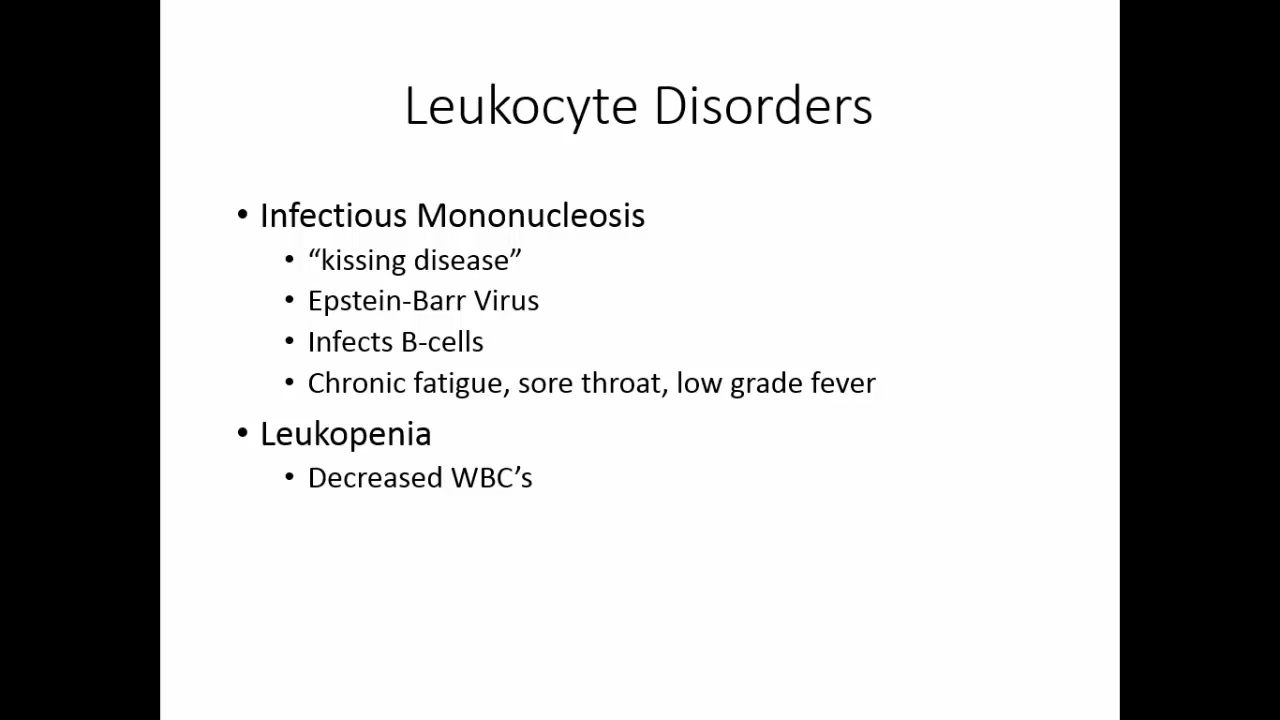 Leukocyte Disorders
• Infectious Mononucleosis
• “kissing disease”
• Epstein-Barr Virus
• Infects B-cells
• Chronic fatigue, sore throat, low grade fever
• Leukopenia
• Decreased WBC’s